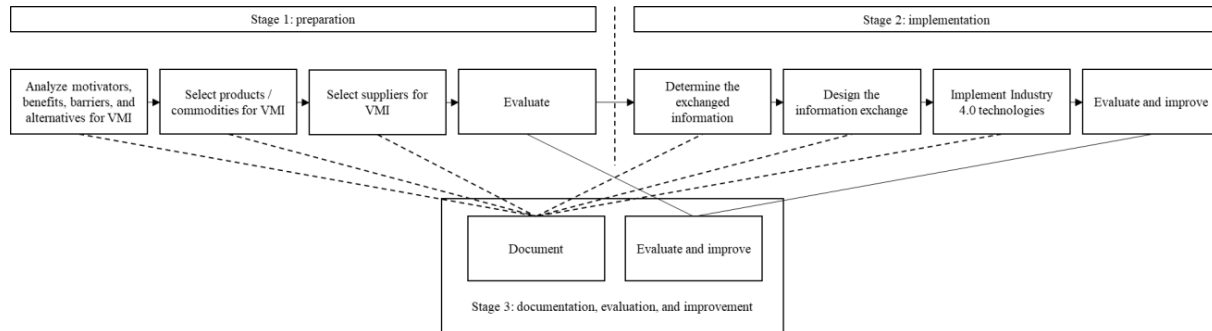 Stage 1: preparation
Stage 2: implementation
Analyze motivators,
benefits, barriers, and
alternatives for VMI
Select products /
commodities for VMI
Select suppliers for
VMI
Evaluate
Determine the
exchanged
information
Design the
information exchange
Implement Industry
4.0 technologies
Evaluate and improve
Document
Evaluate and improve
Stage 3: documentation, evaluation, and improvement